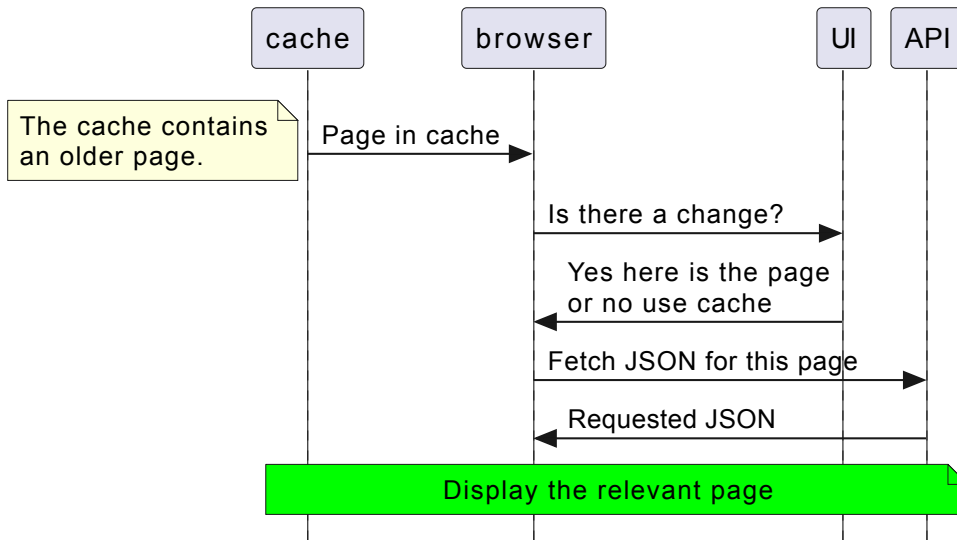 cache
browser
UI
API
The cache contains
an older page.
Page in cache
Is there a change?
Yes here is the page
or no use cache
Fetch JSON for this page
Requested JSON
Display the relevant page